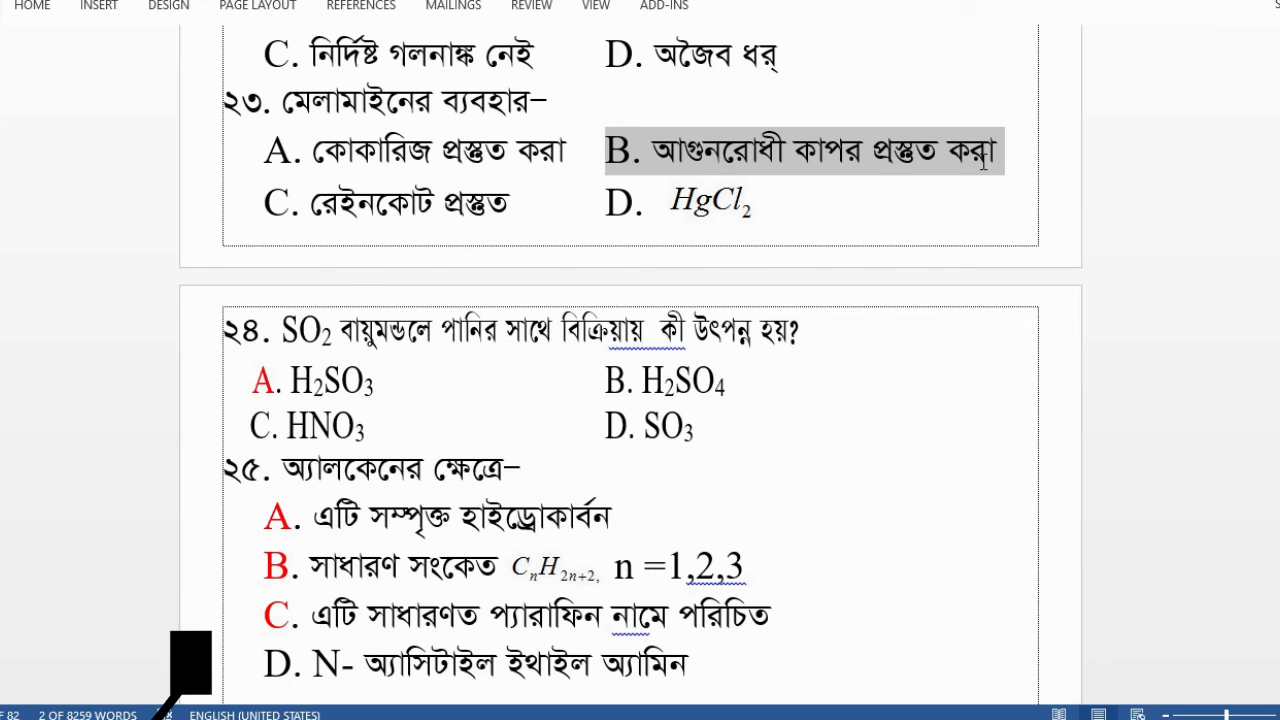 HOME INSERT DESIGN PAGE LAYOUT REFERENCES MAILINGS REVIEW VIEW ADD-INS
C. নির্দিষ্ট গলনাঙ্ক নেই D. অজৈব ধর্
২৩. মেলামাইনের ব্যবহার–
A. কোকারিজ প্রস্তুত করা B. আগুনরোধী কাপর প্রস্তুত করা
C. রেইনকোট প্রস্তুত D. HgCl₂
২৪. SO₂ বায়ুমন্ডলে পানির সাথে বিক্রিয়ায় কী উৎপন্ন হয়?
A. H₂SO₃ B. H₂SO₄
C. HNO₃ D. SO₃
২৫. অ্যালকেনের ক্ষেত্রে–
A. এটি সম্পৃক্ত হাইড্রোকার্বন
B. সাধারণ সংকেত CₙH₂ₙ₊₂, n =1,2,3
C. এটি সাধারণত প্যারাফিন নামে পরিচিত
D. N- অ্যাসিটাইল ইথাইল অ্যামিন
F 82 2 OF 8259 WORDS ENGLISH (UNITED STATES)